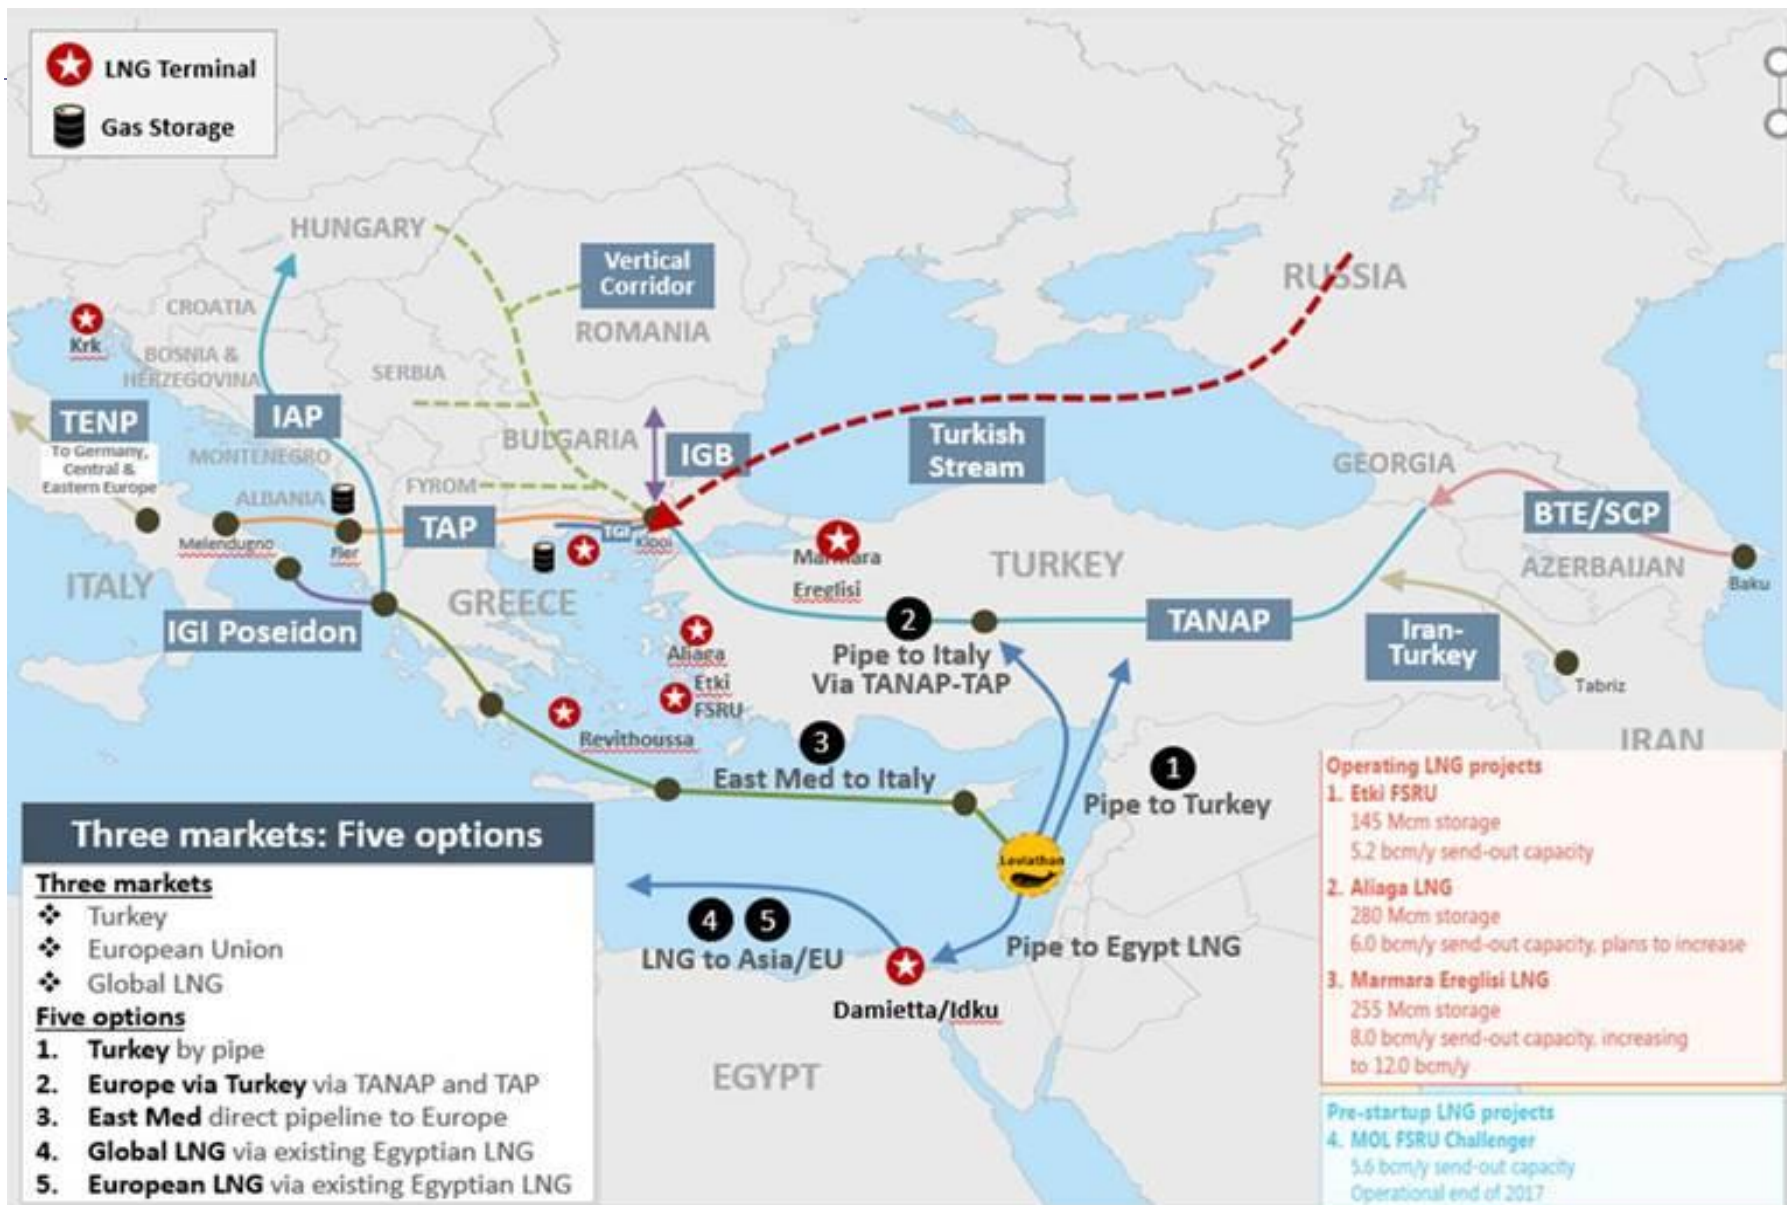 LNG Terminal
Gas Storage
HUNGARY
Vertical
Corridor
RUSSIA
CROATIA
ROMANIA
Krk
BOSNIA &
HERZEGOVINA
SERBIA
TENP
IAP
To Germany,
Central &
Eastern Europe
MONTENEGRO
BULGARIA
IGB
Turkish
Stream
GEORGIA
ALBANIA
FYROM
BTE/SCP
TAP
TGI
Kipoi
Melendugno
Fier
Marmara
Ereglisi
TURKEY
AZERBAIJAN
Baku
ITALY
GREECE
IGI Poseidon
2
Pipe to Italy
Via TANAP-TAP
TANAP
Iran-
Turkey
Tabriz
Aliaga
Etki
FSRU
Revithoussa
3
East Med to Italy
1
Pipe to Turkey
IRAN
Leviathan
4 5
LNG to Asia/EU
Pipe to Egypt LNG
Damietta/Idku
EGYPT
Three markets: Five options
Three markets
❖ Turkey
❖ European Union
❖ Global LNG
Five options
1. Turkey by pipe
2. Europe via Turkey via TANAP and TAP
3. East Med direct pipeline to Europe
4. Global LNG via existing Egyptian LNG
5. European LNG via existing Egyptian LNG
Operating LNG projects
1. Etki FSRU
145 Mcm storage
5.2 bcm/y send-out capacity
2. Aliaga LNG
280 Mcm storage
6.0 bcm/y send-out capacity, plans to increase
3. Marmara Ereglisi LNG
255 Mcm storage
8.0 bcm/y send-out capacity, increasing
to 12.0 bcm/y
Pre-startup LNG projects
4. MOL FSRU Challenger
5.6 bcm/y send-out capacity
Operational end of 2017